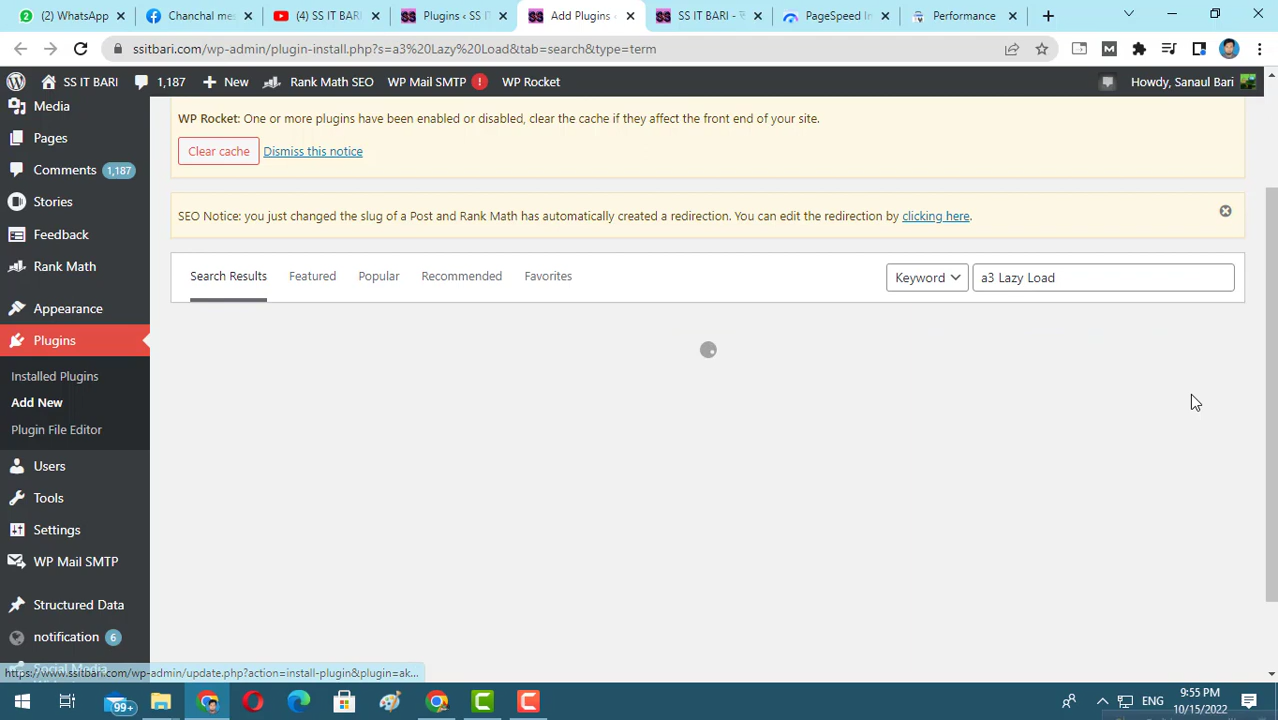 (2) WhatsApp
Chanchal me
(4) SS IT BARI
Plugins ‹ SS IT
Add Plugins ‹
SS IT BARI -
PageSpeed In
Performance
ssitbari.com/wp-admin/plugin-install.php?s=a3%20Lazy%20Load&tab=search&type=term
SS IT BARI
1,187
New
Rank Math SEO
WP Mail SMTP
!
WP Rocket
Howdy, Sanaul Bari
Media
Pages
Comments 1,187
Stories
Feedback
Rank Math
Appearance
Plugins
Installed Plugins
Add New
Plugin File Editor
Users
Tools
Settings
WP Mail SMTP
Structured Data
notification 6
Social Media
WP Rocket: One or more plugins have been enabled or disabled, clear the cache if they affect the front end of your site.
Clear cache
Dismiss this notice
SEO Notice: you just changed the slug of a Post and Rank Math has automatically created a redirection. You can edit the redirection by clicking here.
Search Results
Featured
Popular
Recommended
Favorites
Keyword
a3 Lazy Load
https://www.ssitbari.com/wp-admin/update.php?action=install-plugin&plugin=ak...
99+
ENG
9:55 PM
10/15/2022